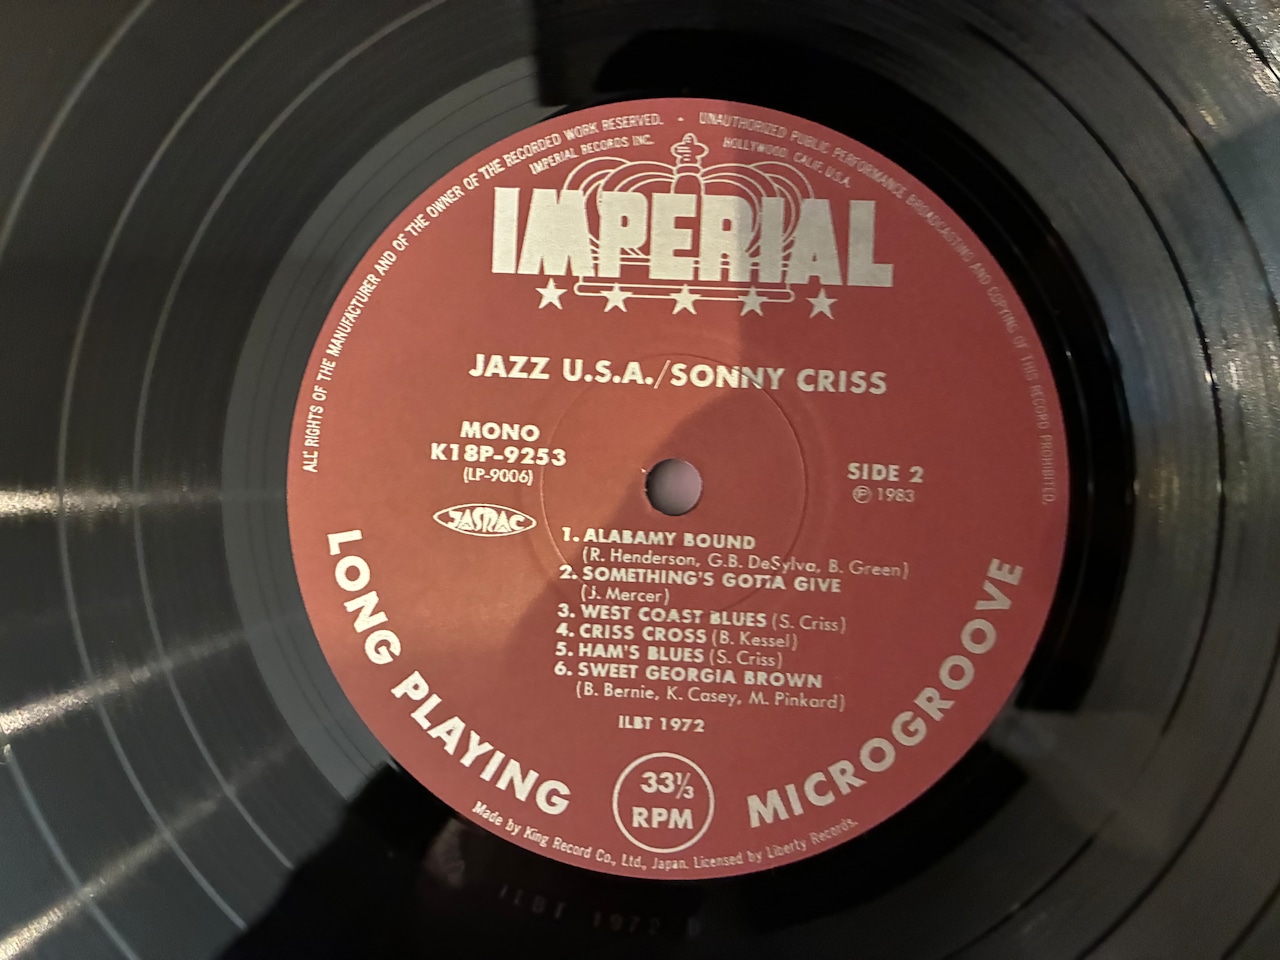 ALL RIGHTS OF THE MANUFACTURER AND OF THE OWNER OF THE RECORDED WORK RESERVED. • UNAUTHORIZED PUBLIC PERFORMANCE BROADCASTING AND COPYING OF THIS RECORD PROHIBITED.
IMPERIAL RECORDS INC. HOLLYWOOD, CALIF. U.S.A.
IMPERIAL
JAZZ U.S.A./SONNY CRISS
MONO
K18P-9253
(LP-9006)
JASRAC
SIDE 2
Ⓟ 1983
1. ALABAMY BOUND
(R. Henderson, G.B. DeSylva, B. Green)
2. SOMETHING'S GOTTA GIVE
(J. Mercer)
3. WEST COAST BLUES (S. Criss)
4. CRISS CROSS (B. Kessel)
5. HAM'S BLUES (S. Criss)
6. SWEET GEORGIA BROWN
(B. Bernie, K. Casey, M. Pinkard)
ILBT 1972
LONG PLAYING
33⅓
RPM
MICROGROOVE
Made by King Record Co., Ltd., Japan. Licensed by Liberty Records.
ILBT 1972 B